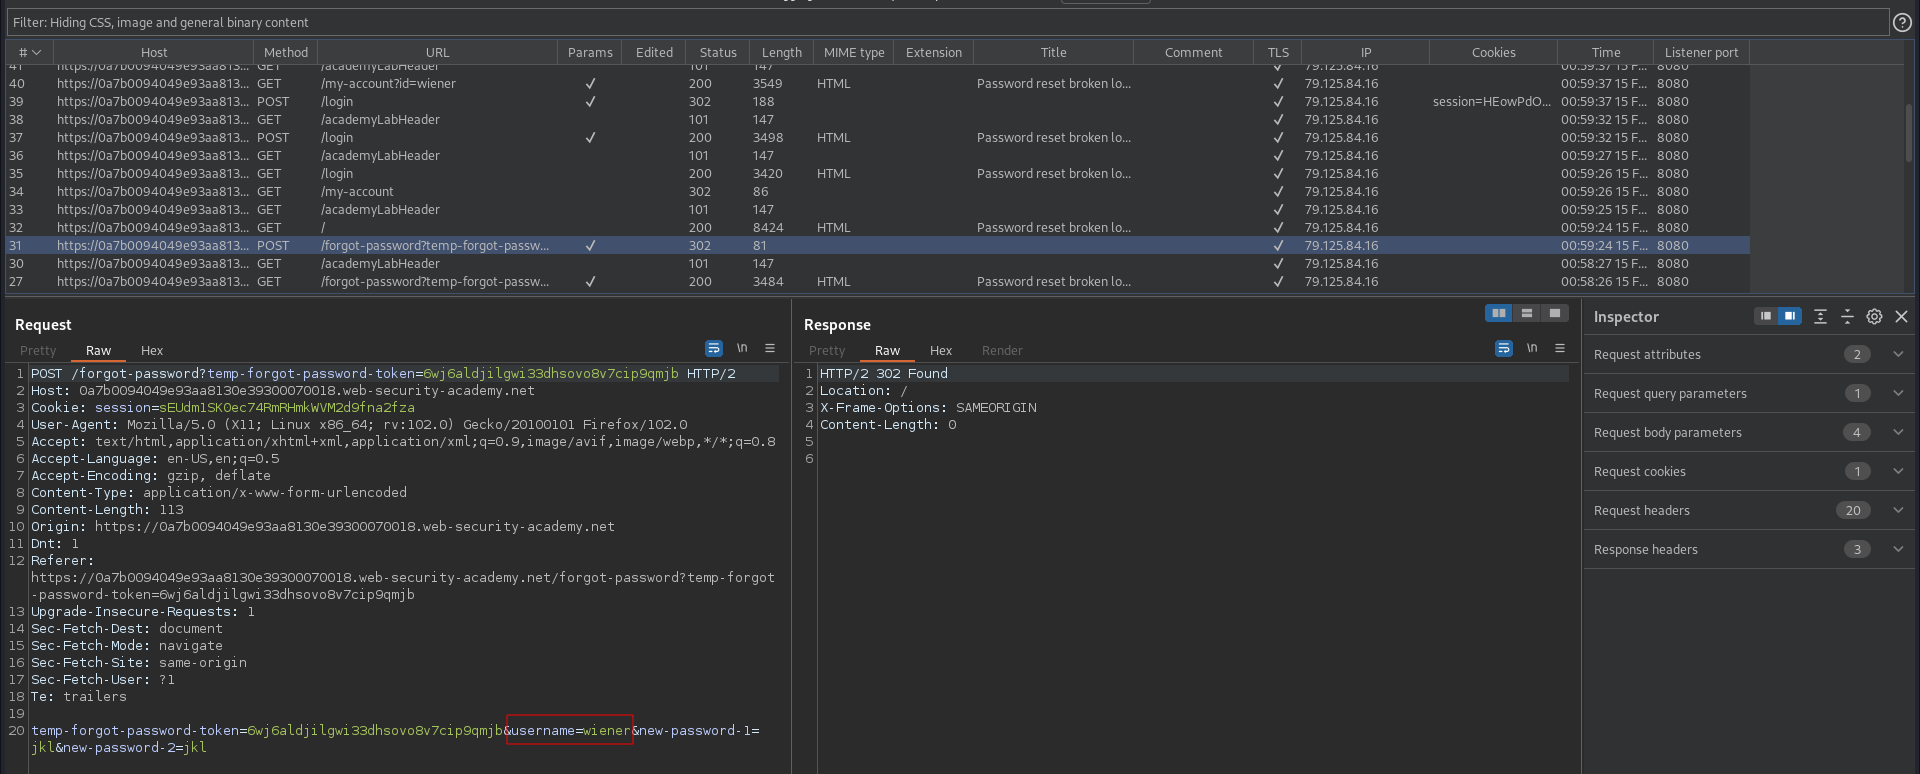 Filter: Hiding CSS, image and general binary content
# Host Method URL Params Edited Status Length MIME type Extension Title Comment TLS IP Cookies Time Listener port
41 https://0a7b0094049e93aa813... GET /academyLabHeader 101 147 ✓ 79.125.84.16 00:59:37 15 F... 8080
40 https://0a7b0094049e93aa813... GET /my-account?id=wiener ✓ 200 3549 HTML Password reset broken lo... ✓ 79.125.84.16 00:59:37 15 F... 8080
39 https://0a7b0094049e93aa813... POST /login ✓ 302 188 ✓ 79.125.84.16 session=HEowPdO... 00:59:37 15 F... 8080
38 https://0a7b0094049e93aa813... GET /academyLabHeader 101 147 ✓ 79.125.84.16 00:59:32 15 F... 8080
37 https://0a7b0094049e93aa813... POST /login ✓ 200 3498 HTML Password reset broken lo... ✓ 79.125.84.16 00:59:32 15 F... 8080
36 https://0a7b0094049e93aa813... GET /academyLabHeader 101 147 ✓ 79.125.84.16 00:59:27 15 F... 8080
35 https://0a7b0094049e93aa813... GET /login 200 3420 HTML Password reset broken lo... ✓ 79.125.84.16 00:59:26 15 F... 8080
34 https://0a7b0094049e93aa813... GET /my-account 302 86 ✓ 79.125.84.16 00:59:26 15 F... 8080
33 https://0a7b0094049e93aa813... GET /academyLabHeader 101 147 ✓ 79.125.84.16 00:59:25 15 F... 8080
32 https://0a7b0094049e93aa813... GET / 200 8424 HTML Password reset broken lo... ✓ 79.125.84.16 00:59:24 15 F... 8080
31 https://0a7b0094049e93aa813... POST /forgot-password?temp-forgot-passw... ✓ 302 81 ✓ 79.125.84.16 00:59:24 15 F... 8080
30 https://0a7b0094049e93aa813... GET /academyLabHeader 101 147 ✓ 79.125.84.16 00:58:27 15 F... 8080
27 https://0a7b0094049e93aa813... GET /forgot-password?temp-forgot-passw... ✓ 200 3484 HTML Password reset broken lo... ✓ 79.125.84.16 00:58:26 15 F... 8080
Request
Pretty Raw Hex \n
1 POST /forgot-password?temp-forgot-password-token=6wj6aldjilgwi33dhsovo8v7cip9qmjb HTTP/2
2 Host: 0a7b0094049e93aa8130e39300070018.web-security-academy.net
3 Cookie: session=sEUdm1SK0ec74RmRHmkWVM2d9fna2fza
4 User-Agent: Mozilla/5.0 (X11; Linux x86_64; rv:102.0) Gecko/20100101 Firefox/102.0
5 Accept: text/html,application/xhtml+xml,application/xml;q=0.9,image/avif,image/webp,*/*;q=0.8
6 Accept-Language: en-US,en;q=0.5
7 Accept-Encoding: gzip, deflate
8 Content-Type: application/x-www-form-urlencoded
9 Content-Length: 113
10 Origin: https://0a7b0094049e93aa8130e39300070018.web-security-academy.net
11 Dnt: 1
12 Referer:
https://0a7b0094049e93aa8130e39300070018.web-security-academy.net/forgot-password?temp-forgot
-password-token=6wj6aldjilgwi33dhsovo8v7cip9qmjb
13 Upgrade-Insecure-Requests: 1
14 Sec-Fetch-Dest: document
15 Sec-Fetch-Mode: navigate
16 Sec-Fetch-Site: same-origin
17 Sec-Fetch-User: ?1
18 Te: trailers
19
20 temp-forgot-password-token=6wj6aldjilgwi33dhsovo8v7cip9qmjb&username=wiener&new-password-1=
jkl&new-password-2=jkl
Response
Pretty Raw Hex Render \n
1 HTTP/2 302 Found
2 Location: /
3 X-Frame-Options: SAMEORIGIN
4 Content-Length: 0
5
6
Inspector
Request attributes 2
Request query parameters 1
Request body parameters 4
Request cookies 1
Request headers 20
Response headers 3